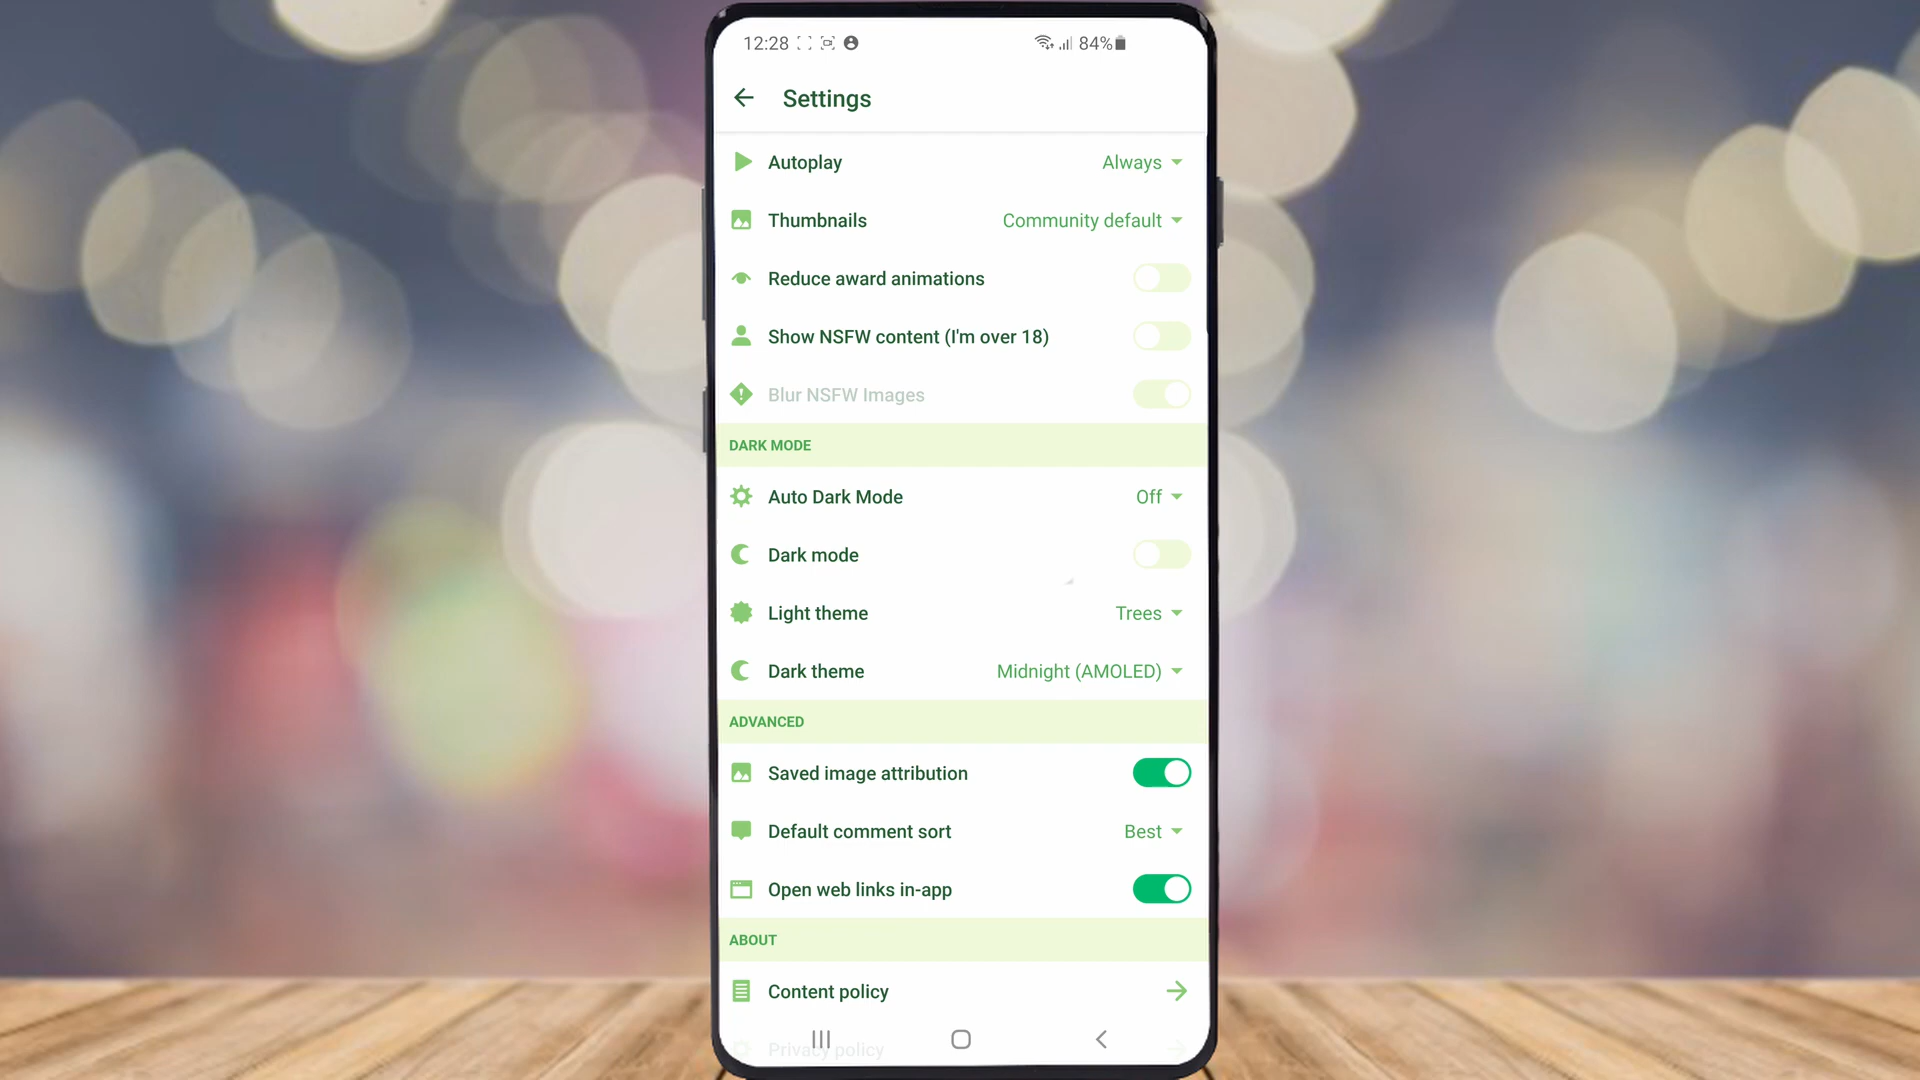 12:28 84%
Settings
Autoplay Always
Thumbnails Community default
Reduce award animations
Show NSFW content (I'm over 18)
Blur NSFW Images
DARK MODE
Auto Dark Mode Off
Dark mode
Light theme Trees
Dark theme Midnight (AMOLED)
ADVANCED
Saved image attribution
Default comment sort Best
Open web links in-app
ABOUT
Content policy
Privacy policy